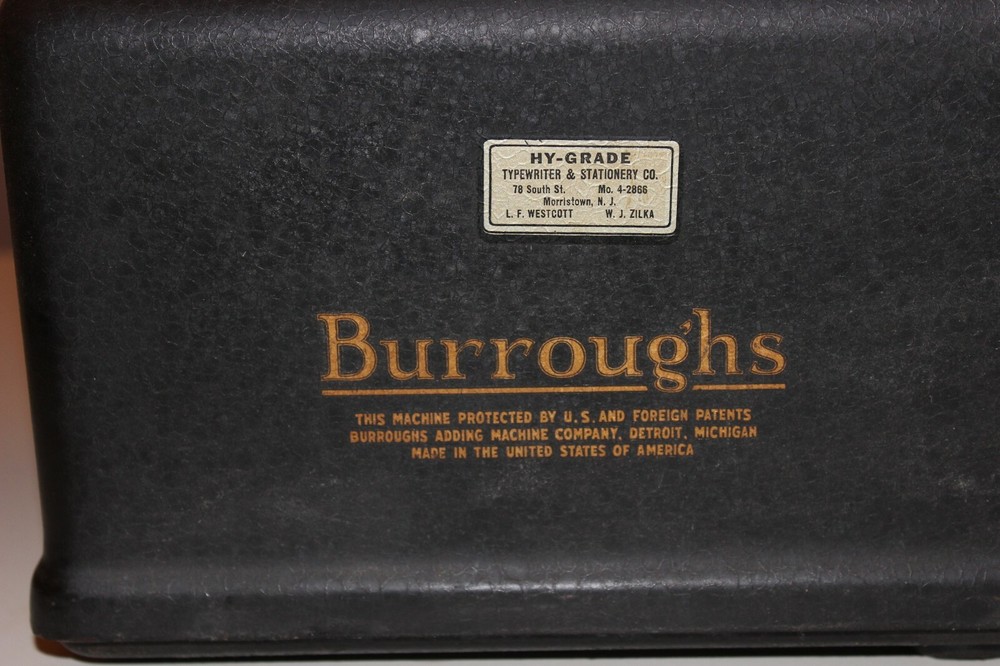 HY-GRADE
TYPEWRITER & STATIONERY CO.
78 South St. Mo. 4-2866
Morristown, N. J.
L. F. WESTCOTT W. J. ZILKA
Burroughs
THIS MACHINE PROTECTED BY U.S. AND FOREIGN PATENTS
BURROUGHS ADDING MACHINE COMPANY, DETROIT, MICHIGAN
MADE IN THE UNITED STATES OF AMERICA